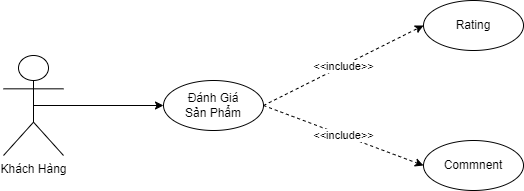 Rating
<<include>>
Đánh Giá
Sản Phẩm
<<include>>
Khách Hàng
Commnent